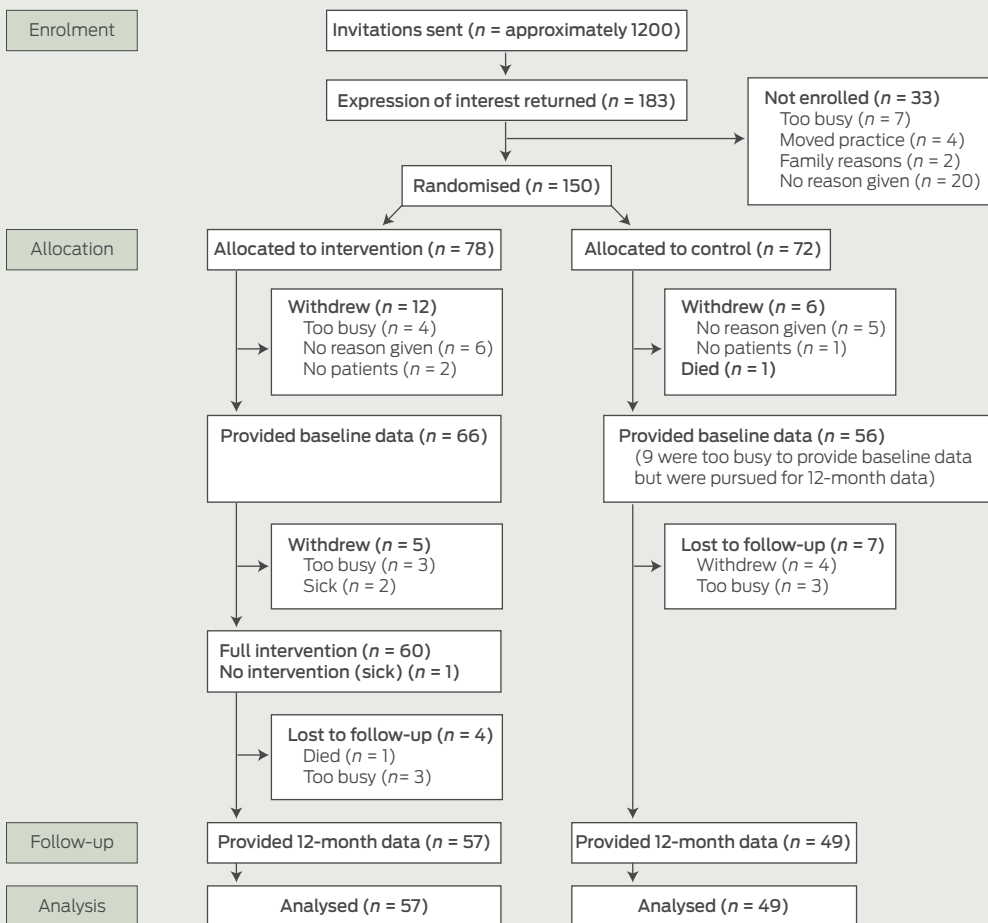 Enrolment
Invitations sent (n = approximately 1200)
Expression of interest returned (n = 183)
Not enrolled (n = 33)
Too busy (n = 7)
Moved practice (n = 4)
Family reasons (n = 2)
No reason given (n = 20)
Randomised (n = 150)
Allocation
Allocated to intervention (n = 78)
Allocated to control (n = 72)
Withdrew (n = 12)
Too busy (n = 4)
No reason given (n = 6)
No patients (n = 2)
Withdrew (n = 6)
No reason given (n = 5)
No patients (n = 1)
Died (n = 1)
Provided baseline data (n = 66)
Provided baseline data (n = 56)
(9 were too busy to provide baseline data
but were pursued for 12-month data)
Withdrew (n = 5)
Too busy (n = 3)
Sick (n = 2)
Lost to follow-up (n = 7)
Withdrew (n = 4)
Too busy (n = 3)
Full intervention (n = 60)
No intervention (sick) (n = 1)
Lost to follow-up (n = 4)
Died (n = 1)
Too busy (n= 3)
Follow-up
Provided 12-month data (n = 57)
Provided 12-month data (n = 49)
Analysis
Analysed (n = 57)
Analysed (n = 49)